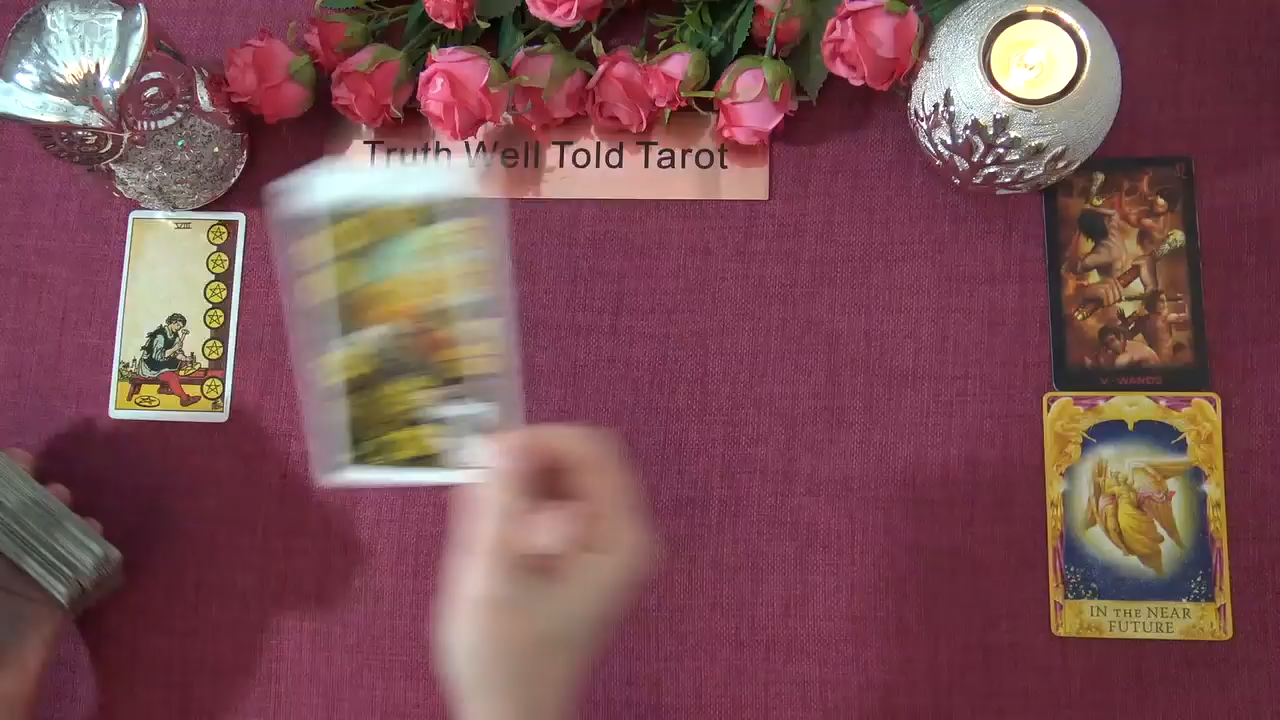 Truth Well Told Tarot
VIII
V · WANDS
IN THE NEAR
FUTURE